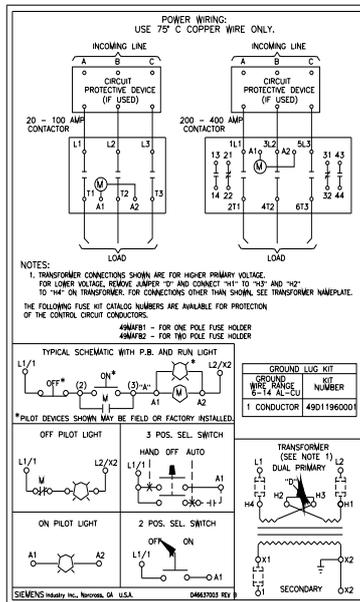 POWER WIRING:
USE 75° C COPPER WIRE ONLY.
INCOMING LINE
A B C
CIRCUIT
PROTECTIVE DEVICE
(IF USED)
20 - 100 AMP
CONTACTOR
L1 L2 L3
M
T1 T2 T3
A1 A2
LOAD
INCOMING LINE
A B C
CIRCUIT
PROTECTIVE DEVICE
(IF USED)
200 - 400 AMP
CONTACTOR
1L1 3L2 5L3
A1 A2
13 21 31 43
M
14 22 32 44
2T1 4T2 6T3
LOAD
NOTES:
1. TRANSFORMER CONNECTIONS SHOWN ARE FOR HIGHER PRIMARY VOLTAGE.
FOR LOWER VOLTAGE, REMOVE JUMPER "D" AND CONNECT "H1" TO "H3" AND "H2"
TO "H4" ON TRANSFORMER. FOR CONNECTIONS OTHER THAN SHOWN, SEE TRANSFORMER NAMEPLATE.
THE FOLLOWING FUSE KIT CATALOG NUMBERS ARE AVAILABLE FOR PROTECTION
OF THE CONTROL CIRCUIT CONDUCTORS.
49MAFB1 - FOR ONE POLE FUSE HOLDER
49MAFB2 - FOR TWO POLE FUSE HOLDER
TYPICAL SCHEMATIC WITH P.B. AND RUN LIGHT
L1/1 L2/X2
OFF* (2) ON* (3)"A" A1 M A2
M
*PILOT DEVICES SHOWN MAY BE FIELD OR FACTORY INSTALLED.
GROUND LUG KIT
GROUND WIRE RANGE 6-14 AL-CU
KIT NUMBER
1 CONDUCTOR 49D11960001
OFF PILOT LIGHT
L1/1 L2/X2
M
3 POS. SEL. SWITCH
HAND OFF AUTO
L1/1
A1
TRANSFORMER
(SEE NOTE 1)
L1 DUAL PRIMARY L2
"D"
H2 H3
H4 H1
X1 X2
SECONDARY
X1 X2
ON PILOT LIGHT
A1 A2
2 POS. SEL. SWITCH
OFF ON
L1/1
A1
SIEMENS Industry Inc., Norcross, GA U.S.A. D46637003 REV